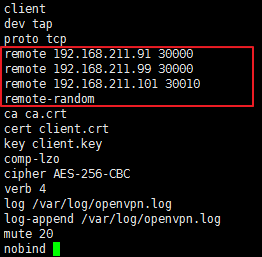 client
dev tap
proto tcp
remote 192.168.211.91 30000
remote 192.168.211.99 30000
remote 192.168.211.101 30010
remote-random
ca ca.crt
cert client.crt
key client.key
comp-lzo
cipher AES-256-CBC
verb 4
log /var/log/openvpn.log
log-append /var/log/openvpn.log
mute 20
nobind